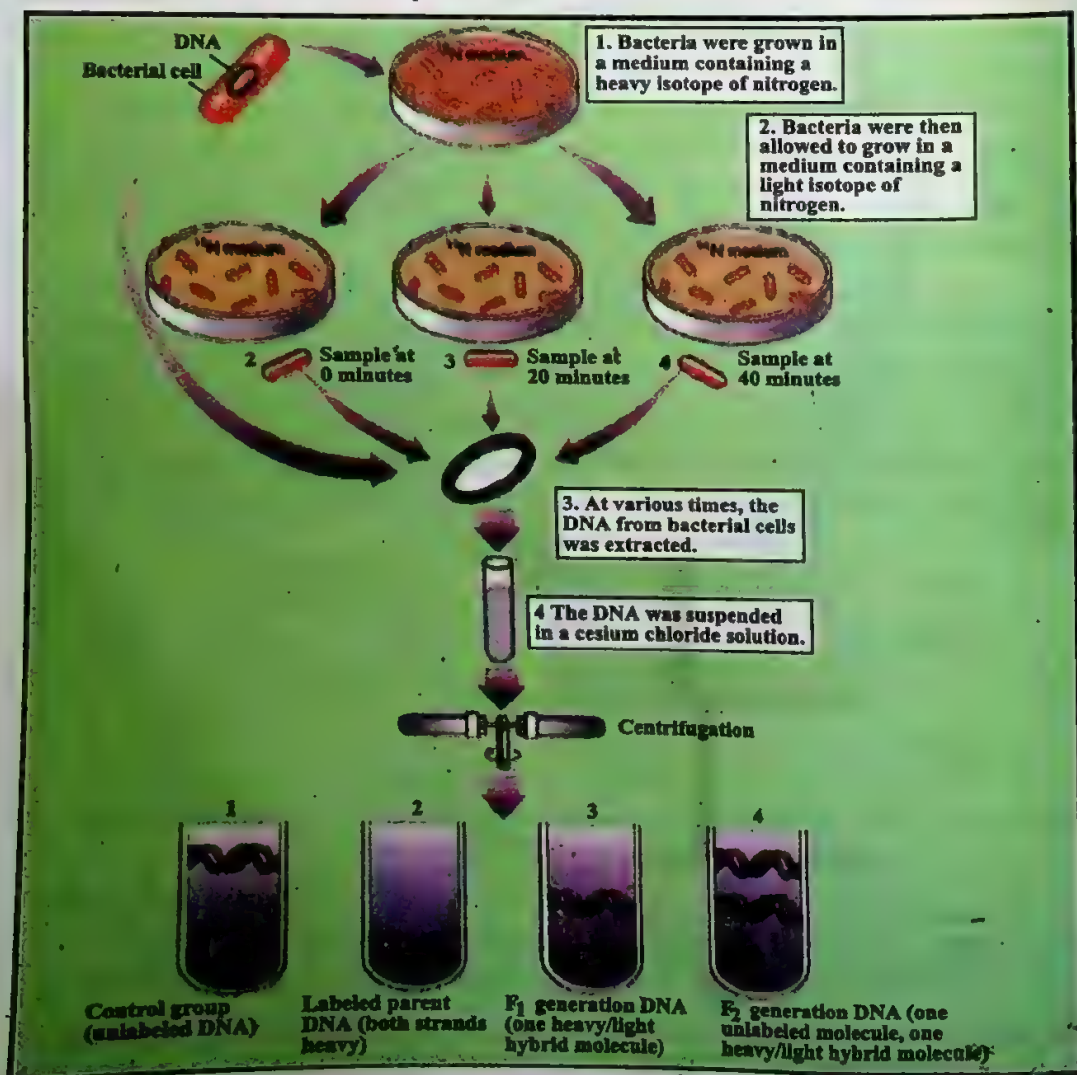 DNA
Bacterial cell
N medium
1. Bacteria were grown in
a medium containing a
heavy isotope of nitrogen.
2. Bacteria were then
allowed to grow in a
medium containing a
light isotope of
nitrogen.
N medium
N medium
N medium
2
Sample at
0 minutes
3
Sample at
20 minutes
4
Sample at
40 minutes
3. At various times, the
DNA from bacterial cells
was extracted.
4 The DNA was suspended
in a cesium chloride solution.
Centrifugation
1
2
3
4
Control group
(unlabeled DNA)
Labeled parent
DNA (both strands
heavy)
F1 generation DNA
(one heavy/light
hybrid molecule)
F2 generation DNA (one
unlabeled molecule, one
heavy/light hybrid molecule)